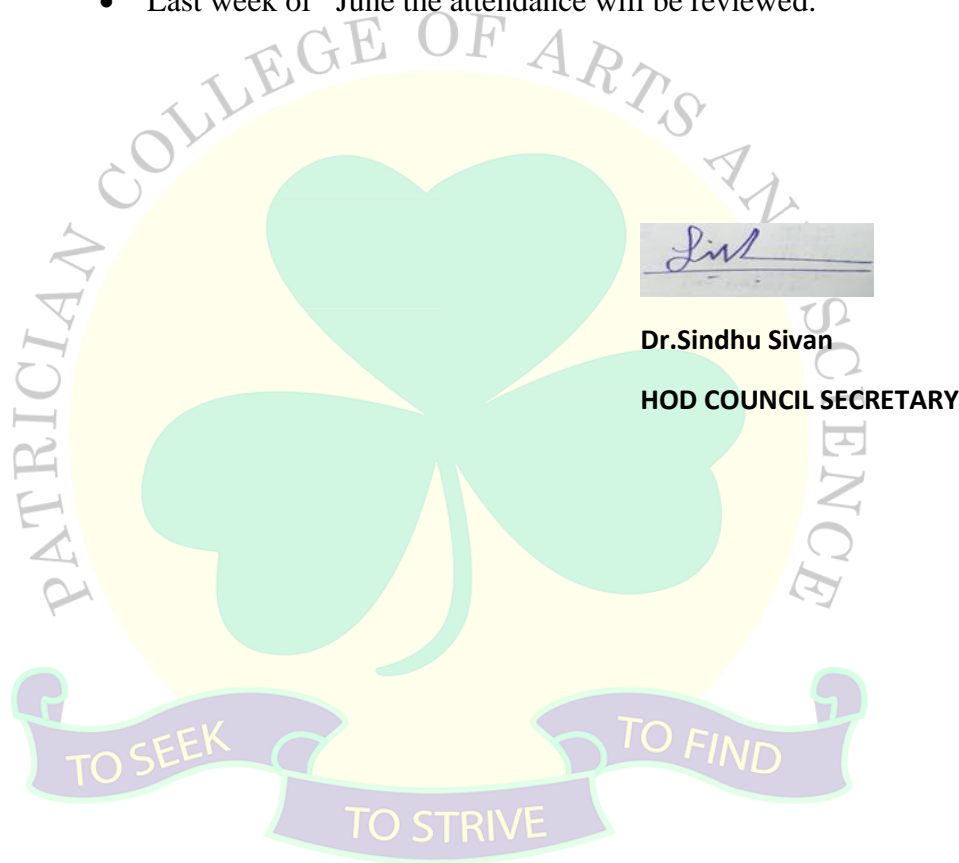 • Last week of June the attendance will be reviewed.
PATRICIAN COLLEGE OF ARTS AND SCIENCE
Dr.Sindhu Sivan
HOD COUNCIL SECRETARY
TO SEEK
TO STRIVE
TO FIND